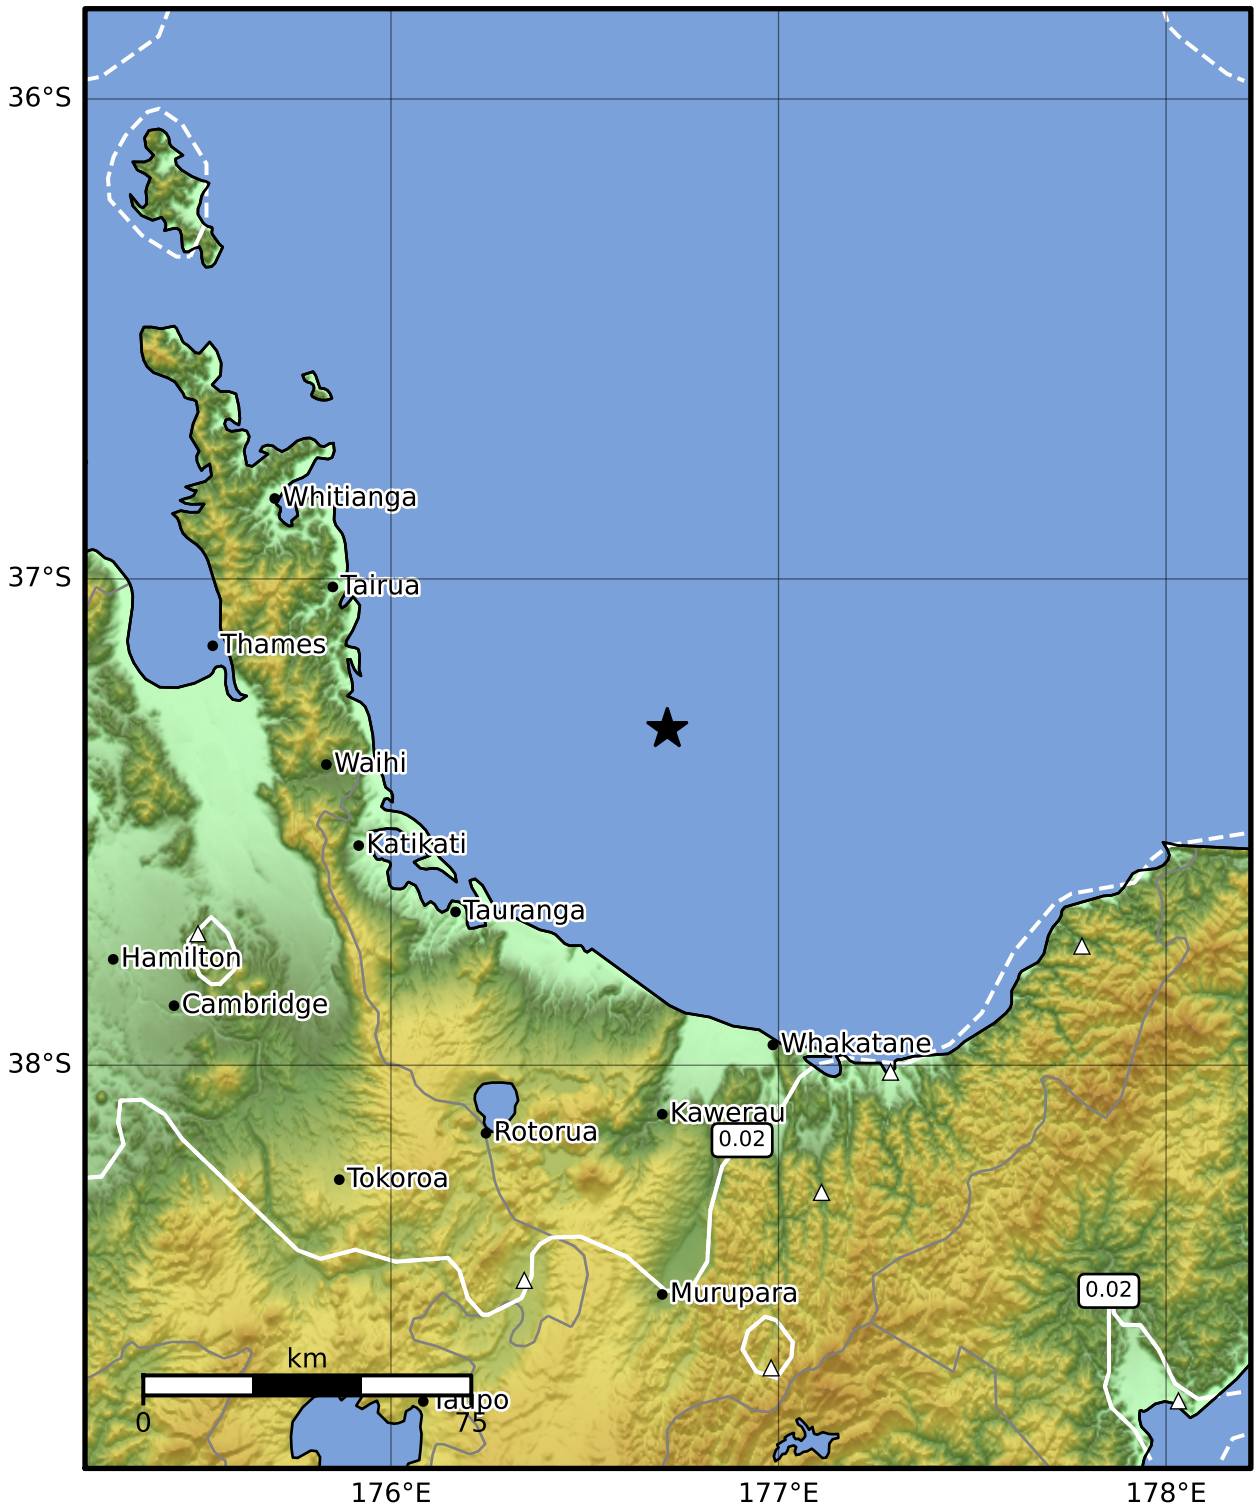 36°S
Whitianga
37°S
Tairua
Thames
Waihi
Katikati
Tauranga
Hamilton
Cambridge
Whakatane
38°S
Kawerau
Rotorua
0.02
Tokoroa
Murupara
0.02
km
Taupo
0
75
176°E
177°E
178°E